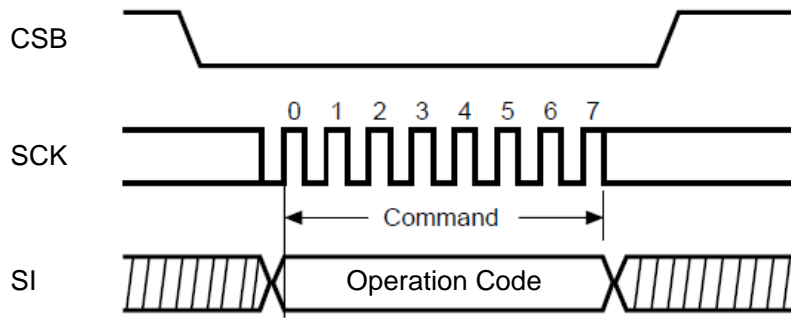 CSB
0 1 2 3 4 5 6 7
SCK
Command
SI
Operation Code